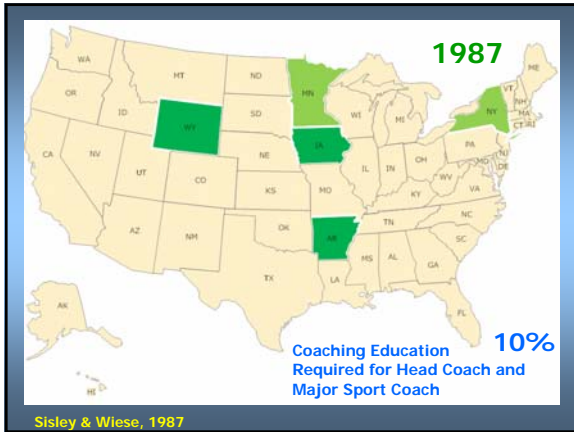 1987
WA
MT
ND
MN
ME
OR
ID
WY
SD
WI
MI
VT
NH
NY
MA
CT
RI
CA
NV
UT
CO
NE
IA
IL
IN
OH
PA
NJ
MD
DE
WV
VA
KS
MO
KY
AZ
NM
OK
AR
TN
NC
SC
TX
LA
MS
AL
GA
FL
AK
HI
Coaching Education 10%
Required for Head Coach and
Major Sport Coach
Sisley & Wiese, 1987